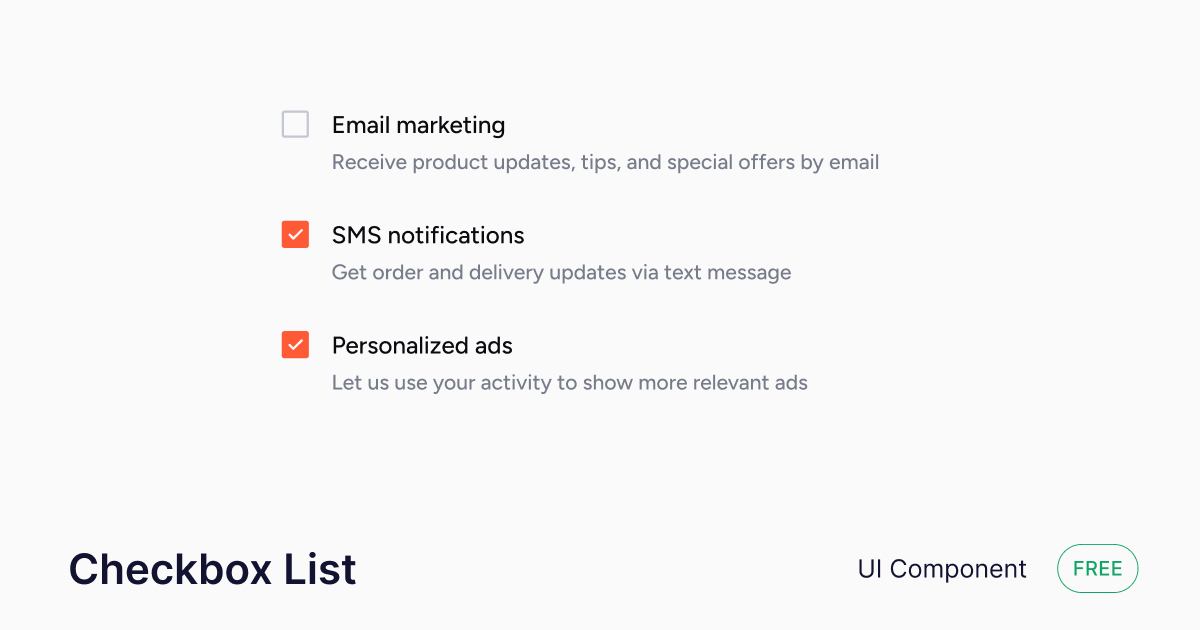 Email marketing
Receive product updates, tips, and special offers by email
SMS notifications
Get order and delivery updates via text message
Personalized ads
Let us use your activity to show more relevant ads
Checkbox List
UI Component
FREE